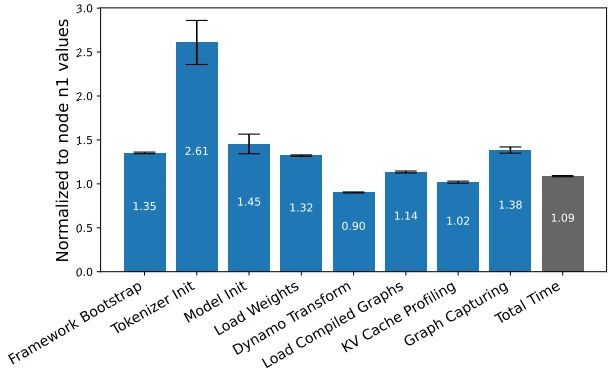 Normalized to node n1 values
3.0
2.5
2.0
1.5
1.0
0.5
0.0
1.35
2.61
1.45
1.32
0.90
1.14
1.02
1.38
1.09
Framework Bootstrap
Tokenizer Init
Model Init
Load Weights
Dynamo Transform
Load Compiled Graphs
KV Cache Profiling
Graph Capturing
Total Time